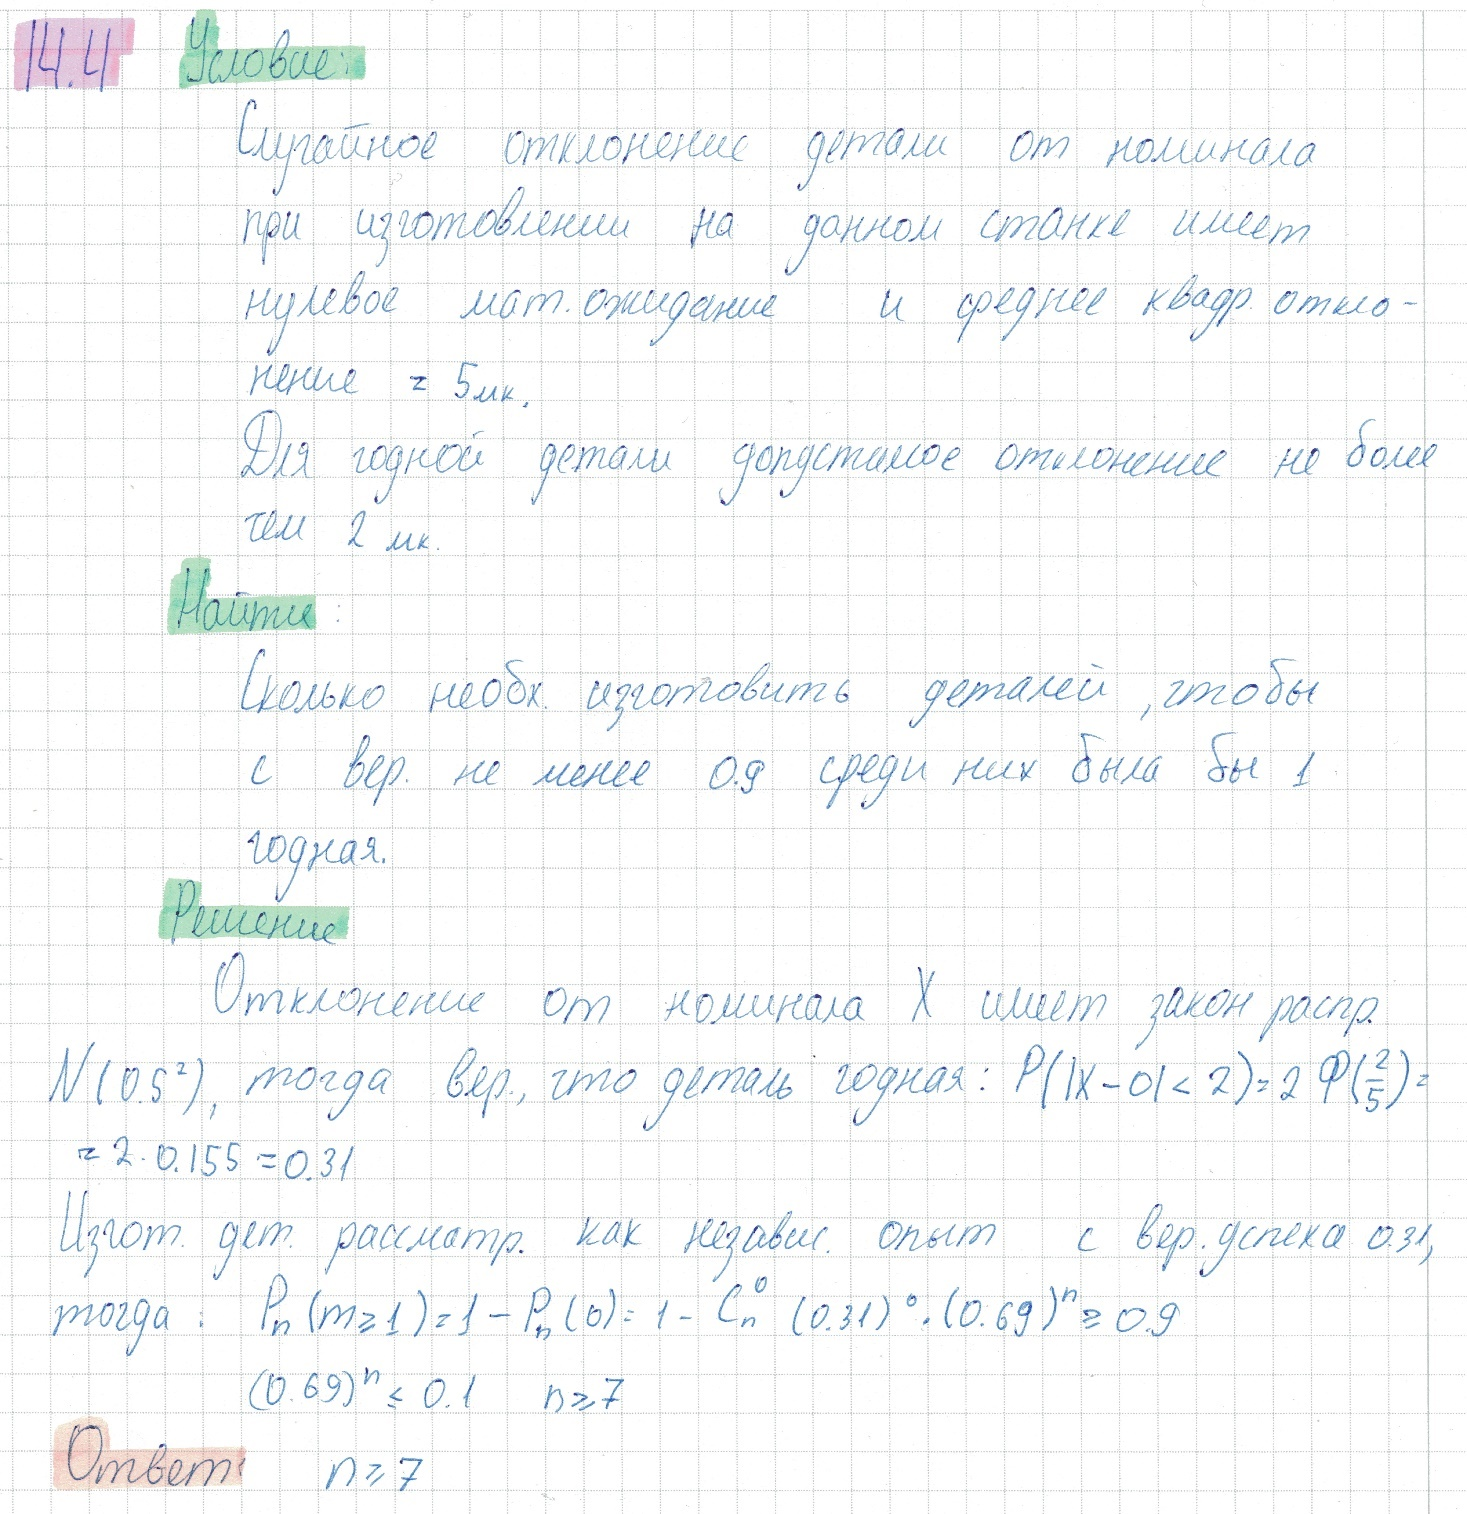 14.4 Условие:
Случайное отклонение детали от номинала
при изготовлении на данном станке имеет
нулевое мат. ожидание и среднее квадр. откло-
нение = 5 мк.
Для годной детали допустимое отклонение не более
чем 2 мк.
Найти:
Сколько необх. изготовить деталей, чтобы
с вер. не менее 0.9 среди них была бы 1
годная.
Решение
Отклонение от номинала X имеет закон распр.
N(0.5²), тогда вер., что деталь годная: P(|X-0|< 2)=2 Ф(2/5)=
= 2·0.155 = 0.31
Изгот. дет. рассматр. как независ. опыт с вер. успеха 0.31,
тогда: Pₙ(m≥1)=1-Pₙ(0)=1-Cₙ⁰ (0.31)⁰·(0.69)ⁿ ≥ 0.9
(0.69)ⁿ ≤ 0.1 n≥7
Ответ: n≥7